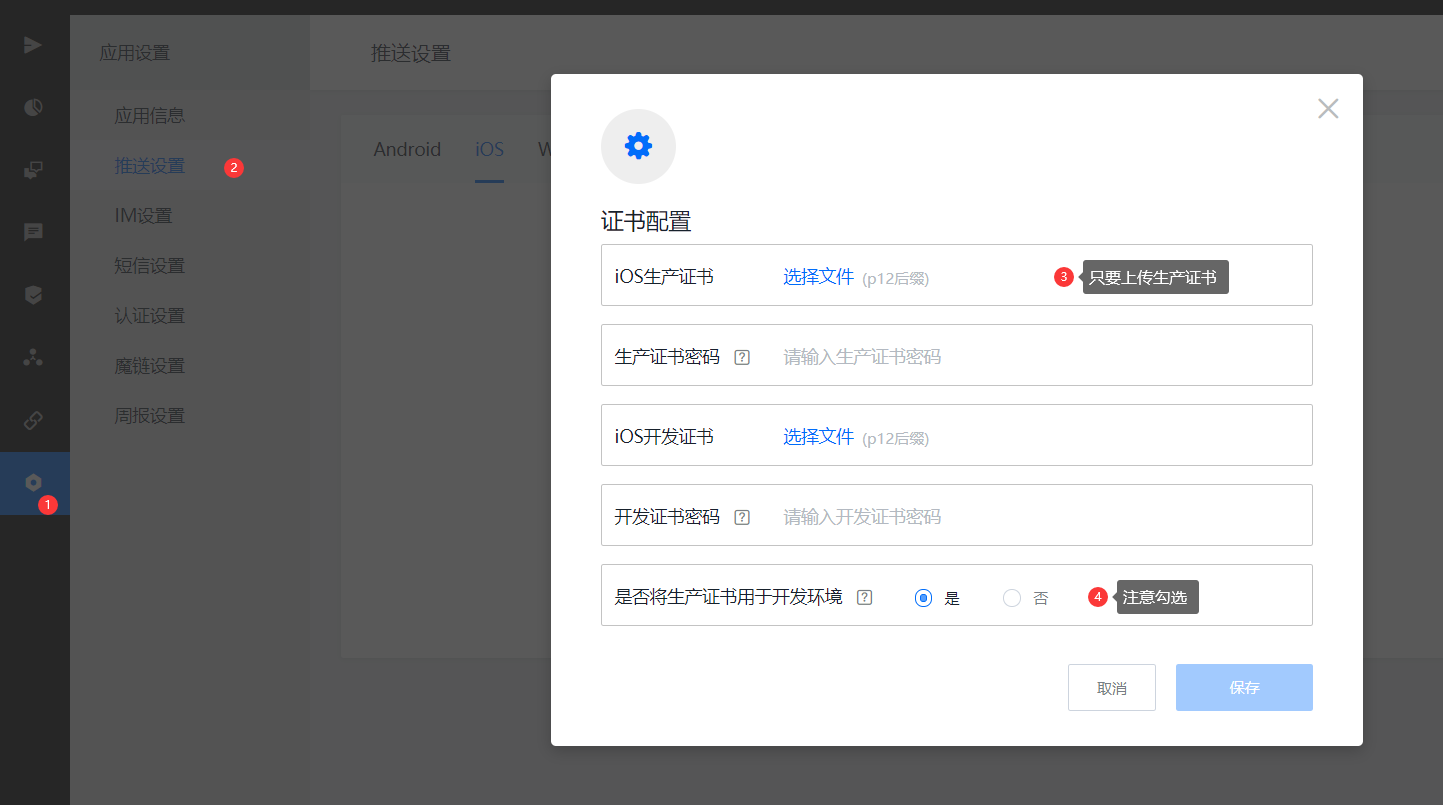 应用设置
应用信息
推送设置
2
IM设置
短信设置
认证设置
魔链设置
周报设置
1
推送设置
Android iOS W
证书配置
iOS生产证书 选择文件 (p12后缀) 3 只要上传生产证书
生产证书密码 ? 请输入生产证书密码
iOS开发证书 选择文件 (p12后缀)
开发证书密码 ? 请输入开发证书密码
是否将生产证书用于开发环境 ? 是 否 4 注意勾选
取消 保存